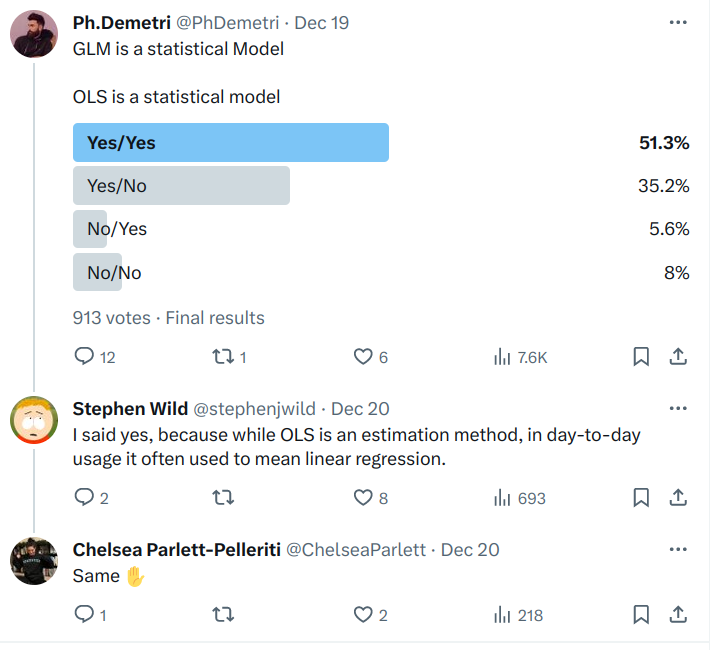 Ph.Demetri @PhDemetri · Dec 19
GLM is a statistical Model
OLS is a statistical model
Yes/Yes 51.3%
Yes/No 35.2%
No/Yes 5.6%
No/No 8%
913 votes · Final results
12 1 6 7.6K
Stephen Wild @stephenjwild · Dec 20
I said yes, because while OLS is an estimation method, in day-to-day
usage it often used to mean linear regression.
2 8 693
Chelsea Parlett-Pelleriti @ChelseaParlett · Dec 20
Same ✋
1 2 218